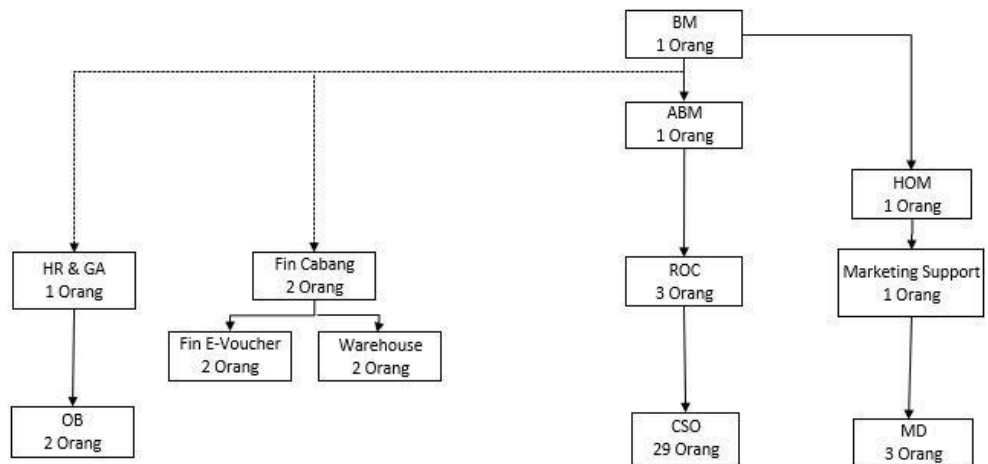 BM
1 Orang
ABM
1 Orang
HOM
1 Orang
HR & GA
1 Orang
Fin Cabang
2 Orang
ROC
3 Orang
Marketing Support
1 Orang
Fin E-Voucher
2 Orang
Warehouse
2 Orang
OB
2 Orang
CSO
29 Orang
MD
3 Orang